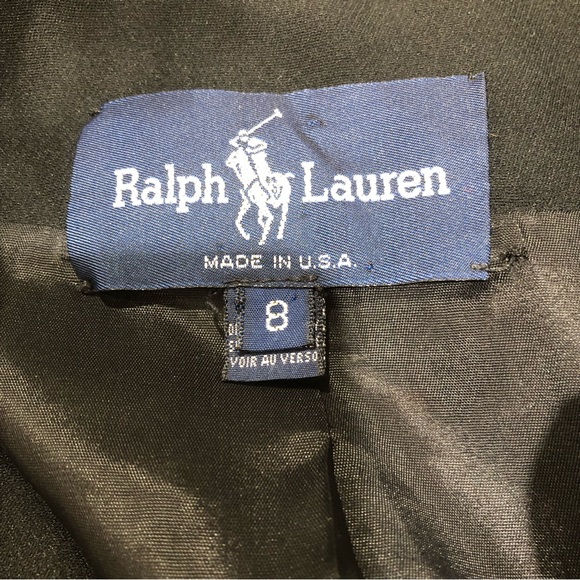 Ralph Lauren
MADE IN U.S.A.
8
VOIR AU VERSO